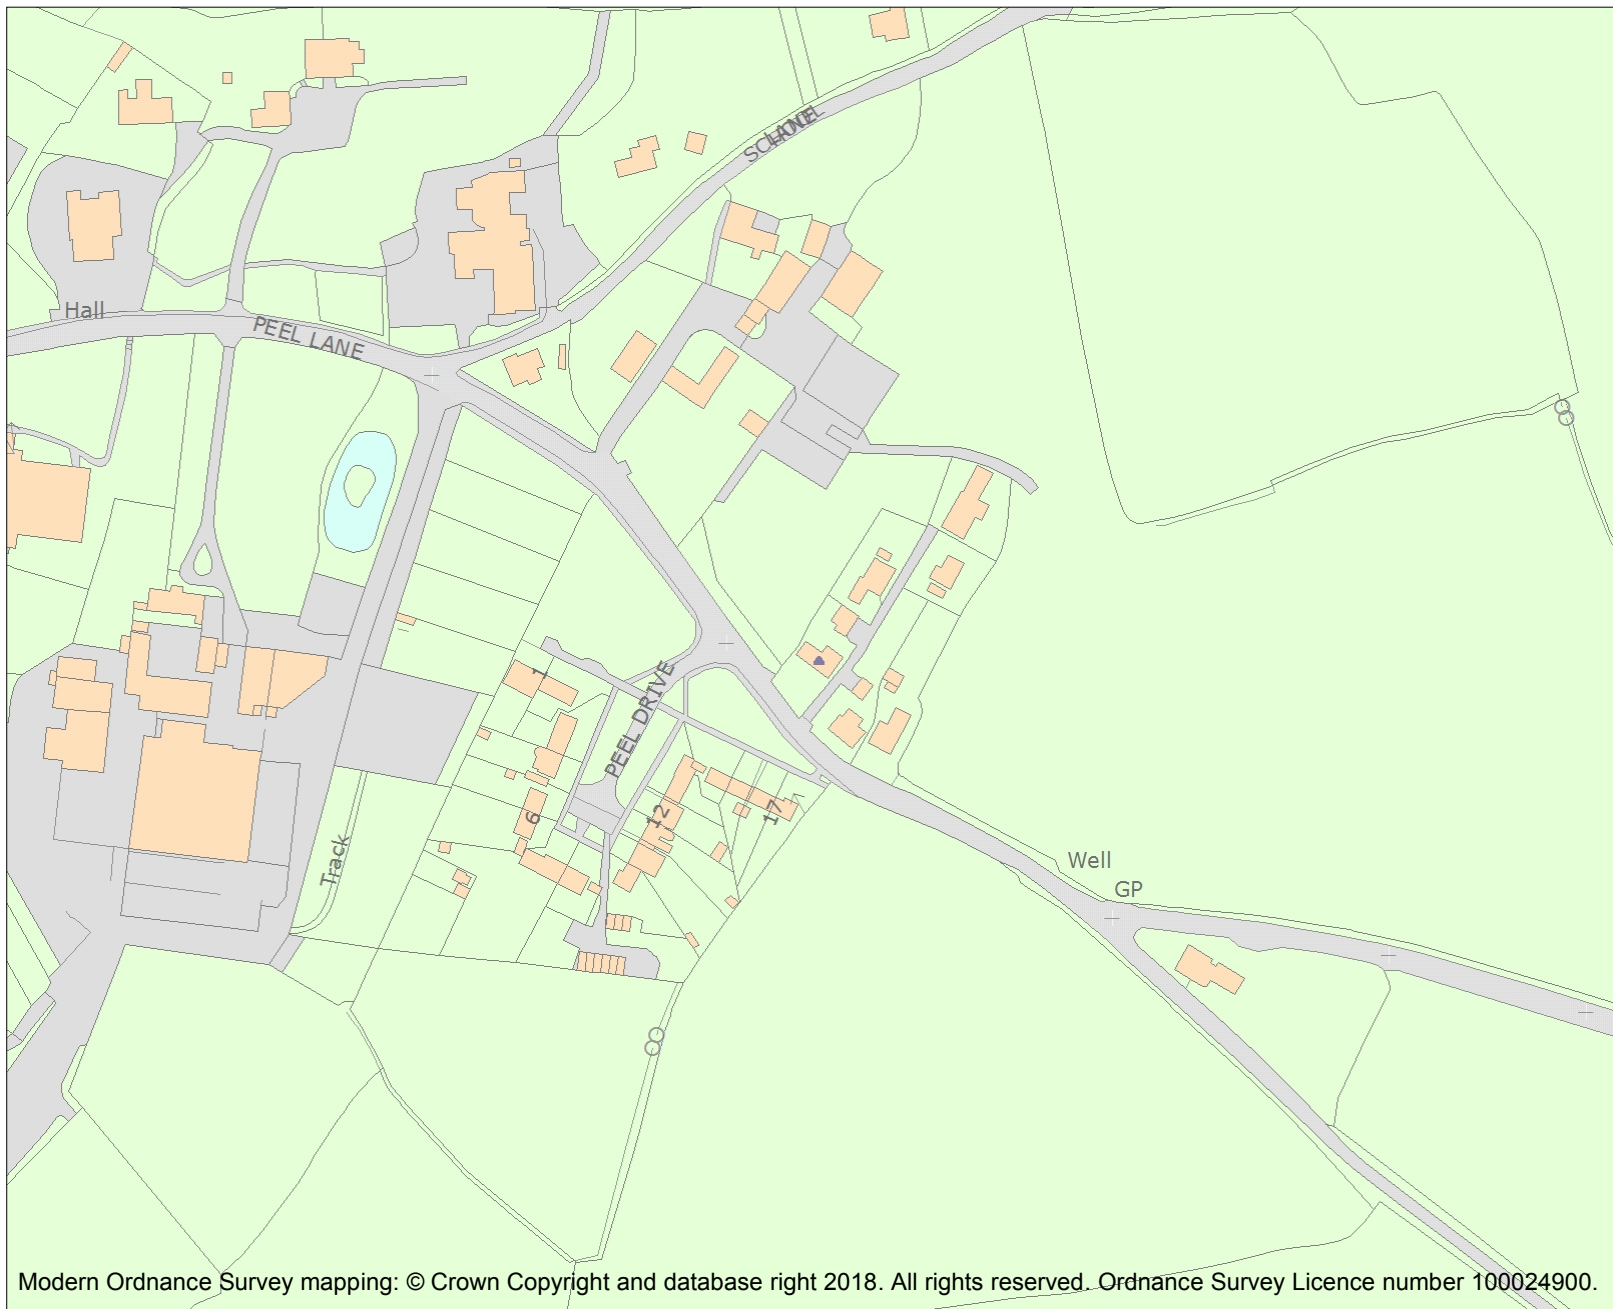 SCHOOL
LANE
Hall
PEEL LANE
1
PEEL DRIVE
6
12
17
Track
Well
GP
Modern Ordnance Survey mapping: © Crown Copyright and database right 2018. All rights reserved. Ordnance Survey Licence number 100024900.